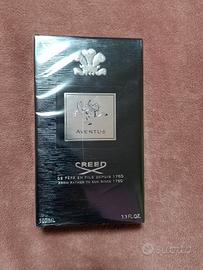 AVENTUS
CREED
DE PÈRE EN FILS DEPUIS 1760
FROM FATHER TO SON SINCE 1760
100ML
3.3 FL.OZ
subito